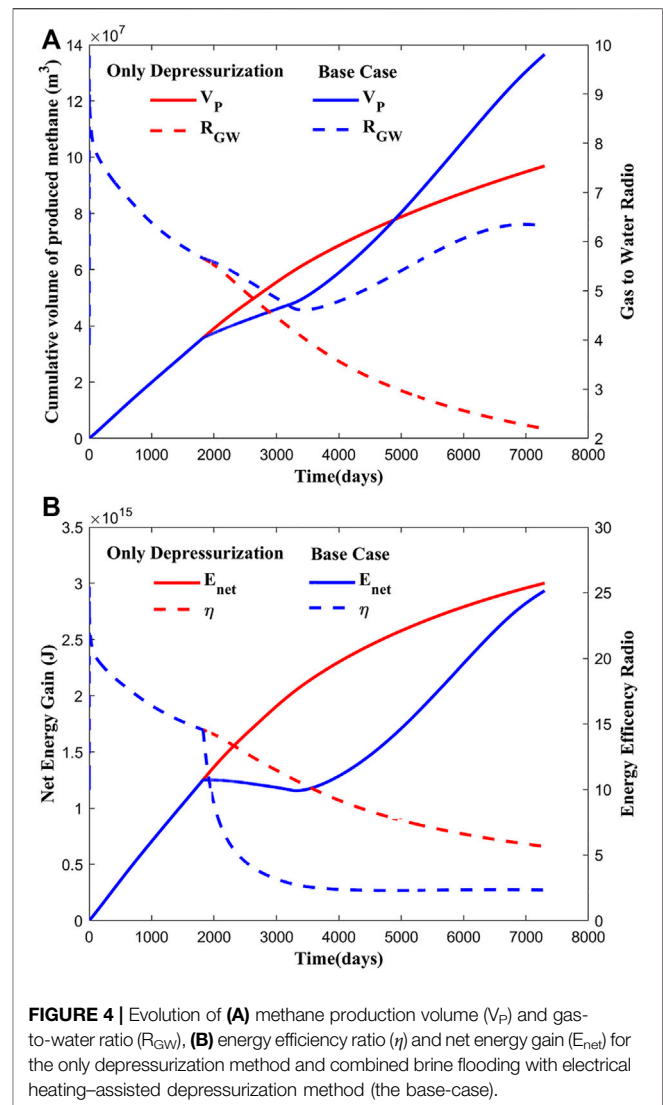 A
×10⁷
14
12
10
8
6
4
2
0
Cumulative volume of produced methane (m³)
Only Depressurization
V_P
R_GW
Base Case
V_P
R_GW
10
9
8
7
6
5
4
3
2
Gas to Water Radio
0 1000 2000 3000 4000 5000 6000 7000 8000
Time(days)
B
×10¹⁵
3.5
3
2.5
2
1.5
1
0.5
0
Net Energy Gain (J)
Only Depressurization
E_net
η
Base Case
E_net
η
30
25
20
15
10
5
0
Energy Efficency Radio
0 1000 2000 3000 4000 5000 6000 7000 8000
Time(days)
FIGURE 4 | Evolution of (A) methane production volume (V_P) and gas-
to-water ratio (R_GW), (B) energy efficiency ratio (η) and net energy gain (E_net) for
the only depressurization method and combined brine flooding with electrical
heating–assisted depressurization method (the base-case).